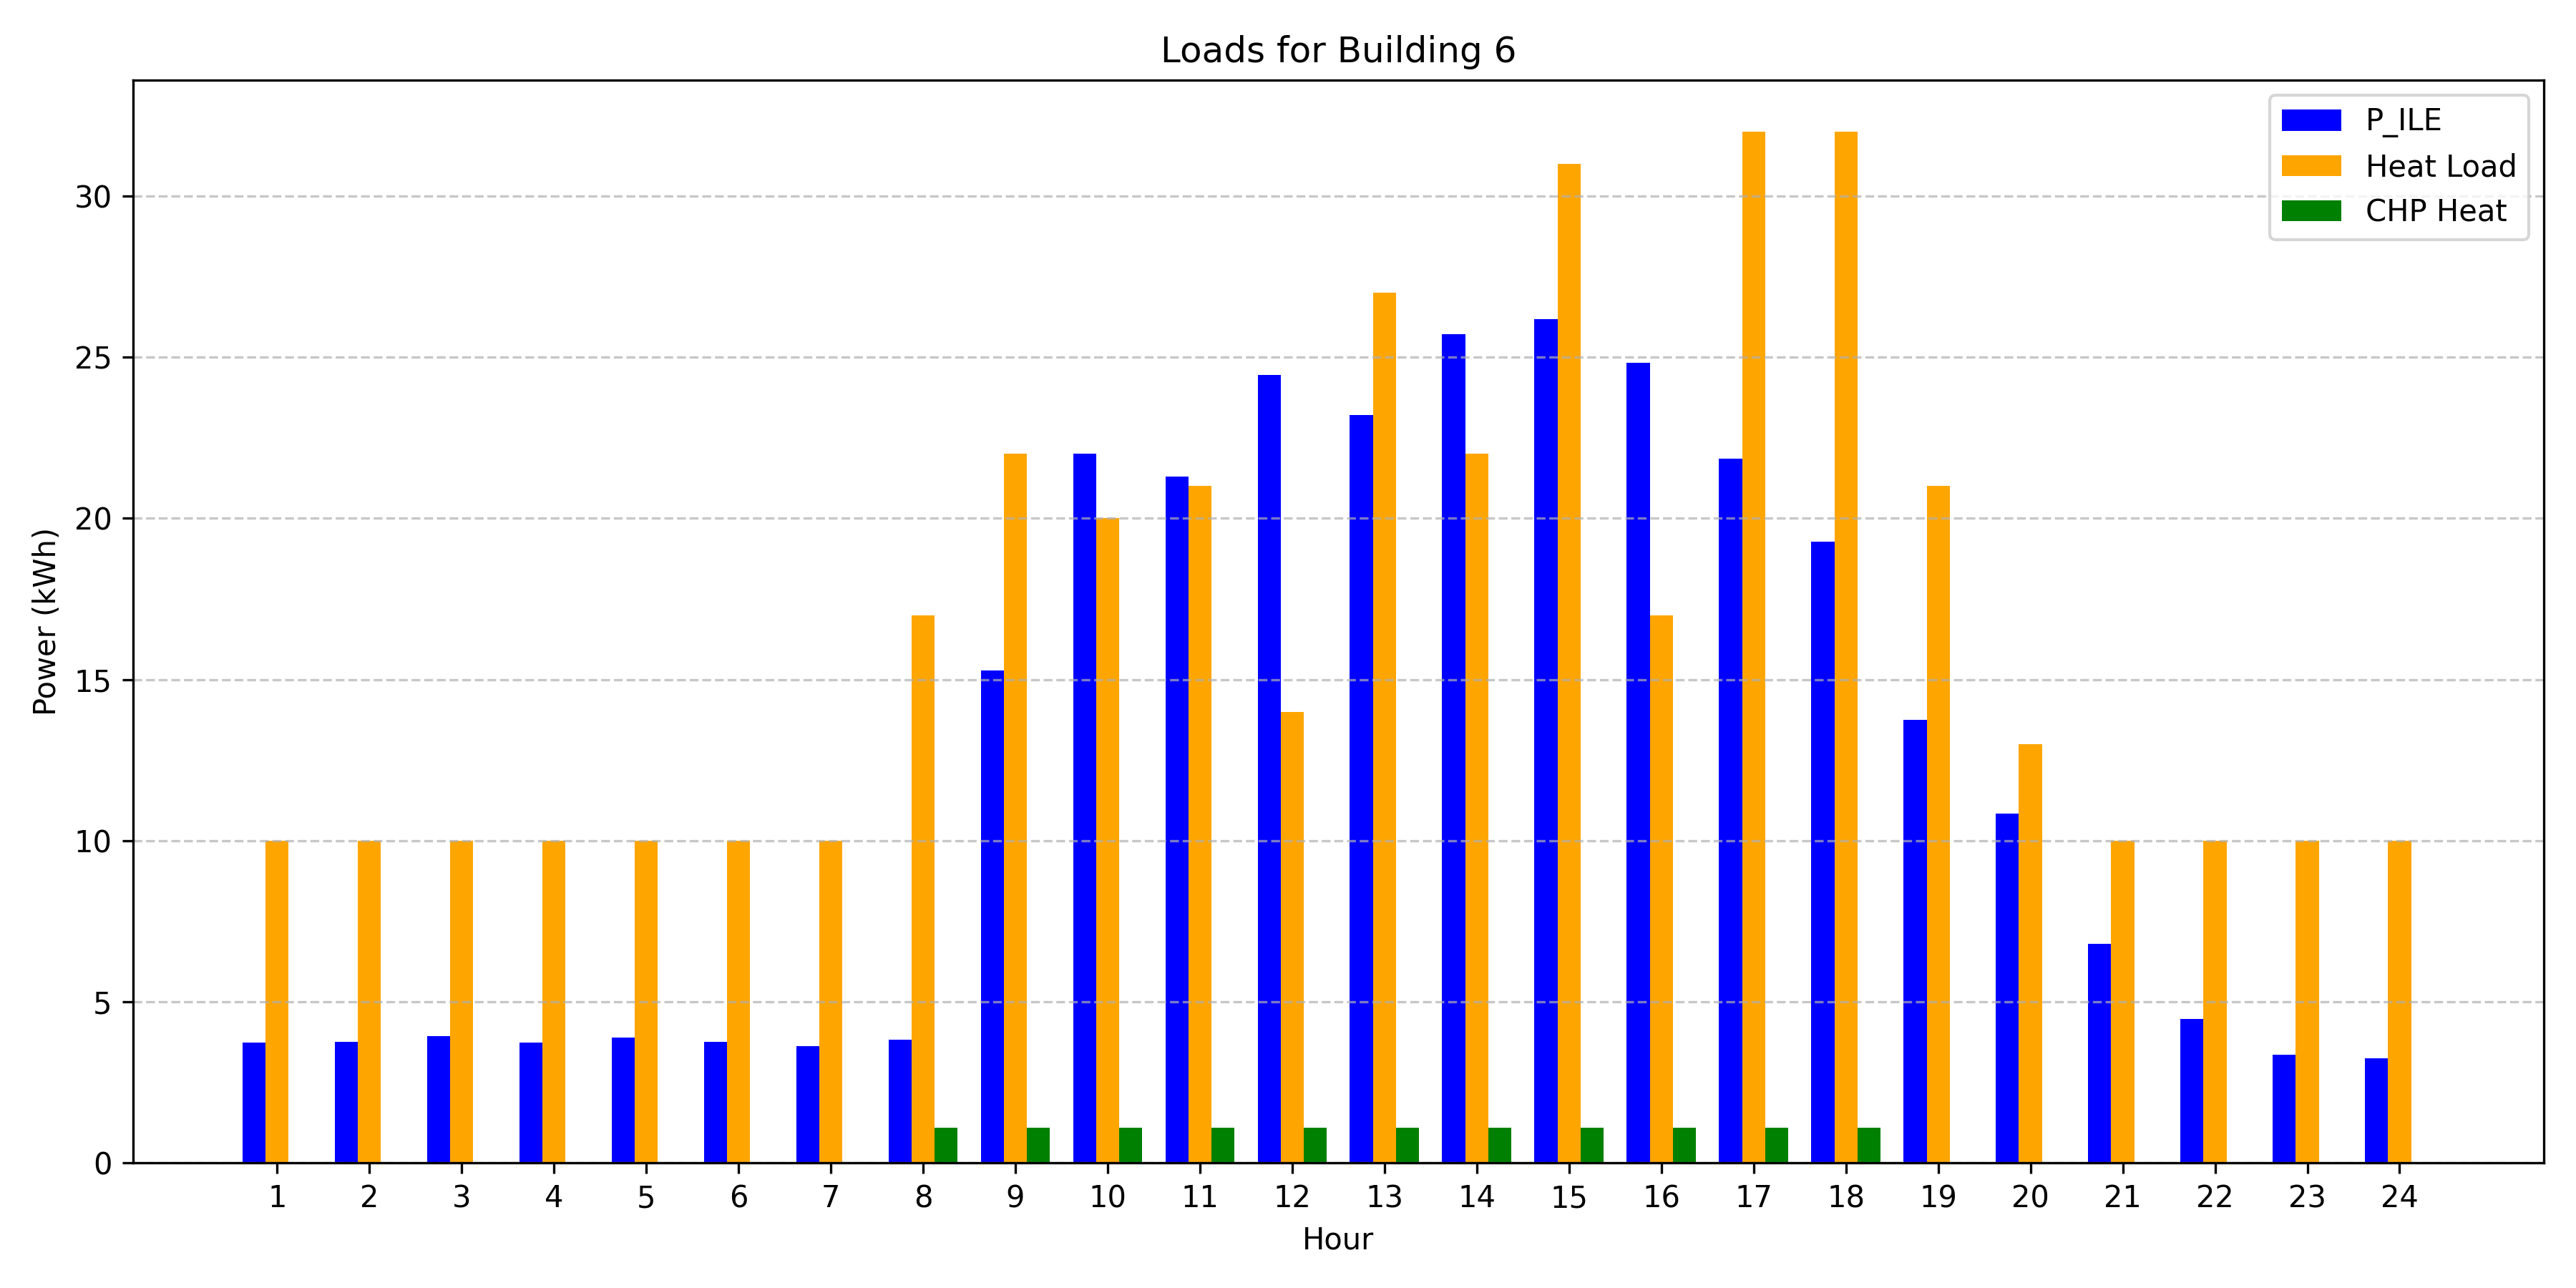 Loads for Building 6
P_ILE
Heat Load
CHP Heat
Power (kWh)
30
25
20
15
10
5
0
1 2 3 4 5 6 7 8 9 10 11 12 13 14 15 16 17 18 19 20 21 22 23 24
Hour